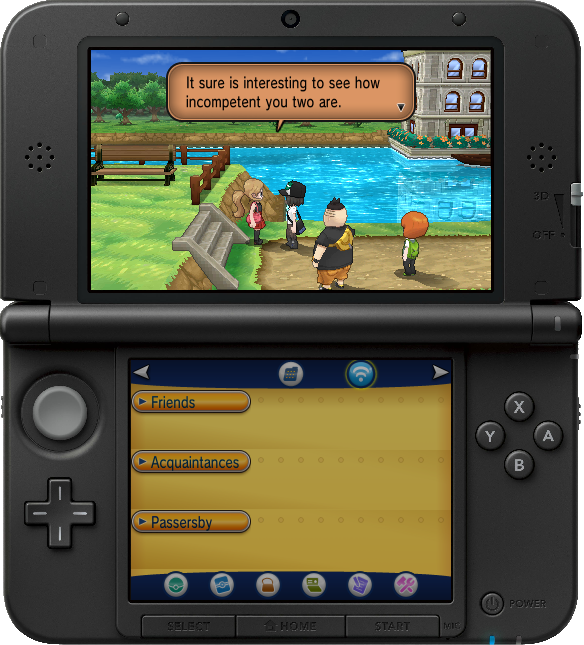 It sure is interesting to see how
incompetent you two are.
3D
OFF
Friends
Acquaintances
Passersby
X
Y
A
B
POWER
SELECT
HOME
START
MIC